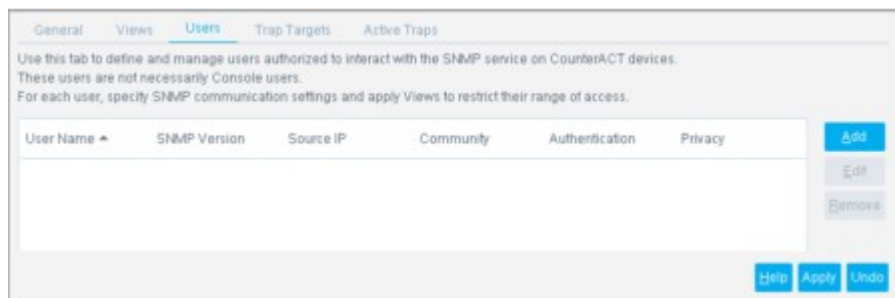 General Views Users Trap Targets Active Traps
Use this tab to define and manage users authorized to interact with the SNMP service on CounterACT devices.
These users are not necessarily Console users.
For each user, specify SNMP communication settings and apply Views to restrict their range of access.
User Name SNMP Version Source IP Community Authentication Privacy
Add
Edit
Remove
Help Apply Undo